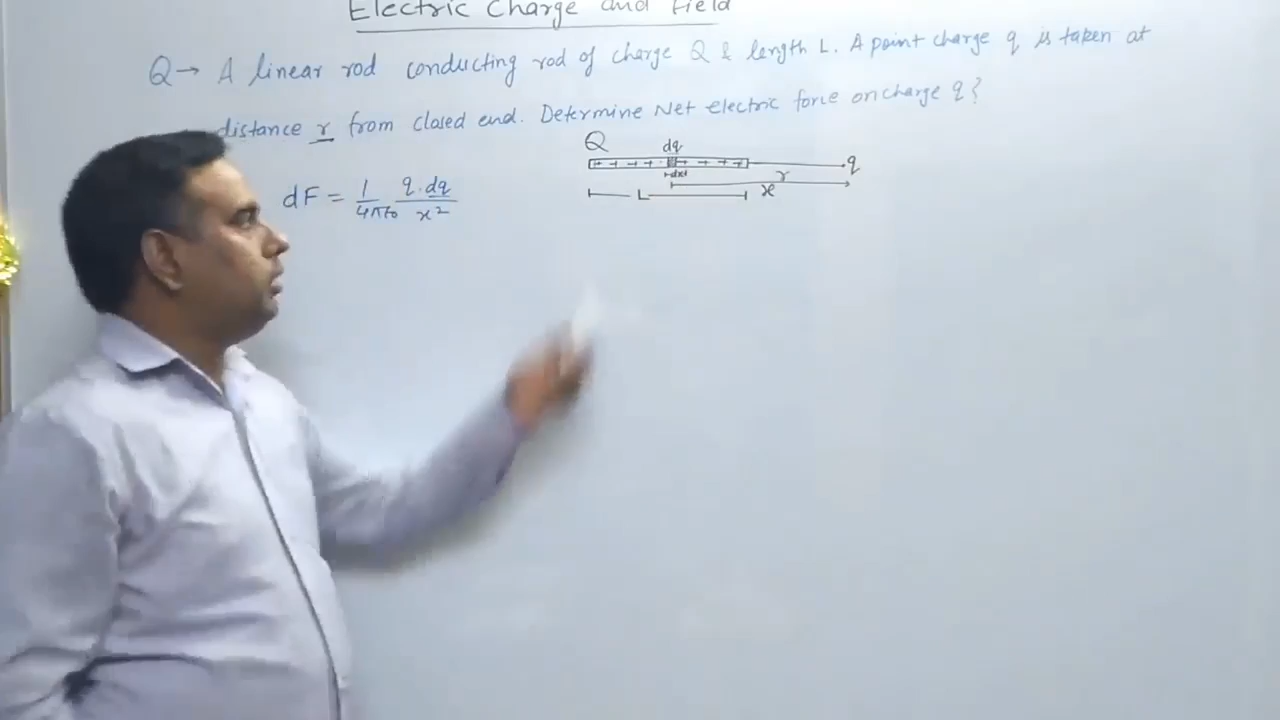 Electric Charge and Field
Q→ A linear rod conducting rod of charge Q & length L. A point charge q is taken at
distance r from closed end. Determine Net electric force on charge q?
Q
dq
+ + + + + + + +
q
dx
r
x
L
dF = 1/4πε0 q.dq/x²